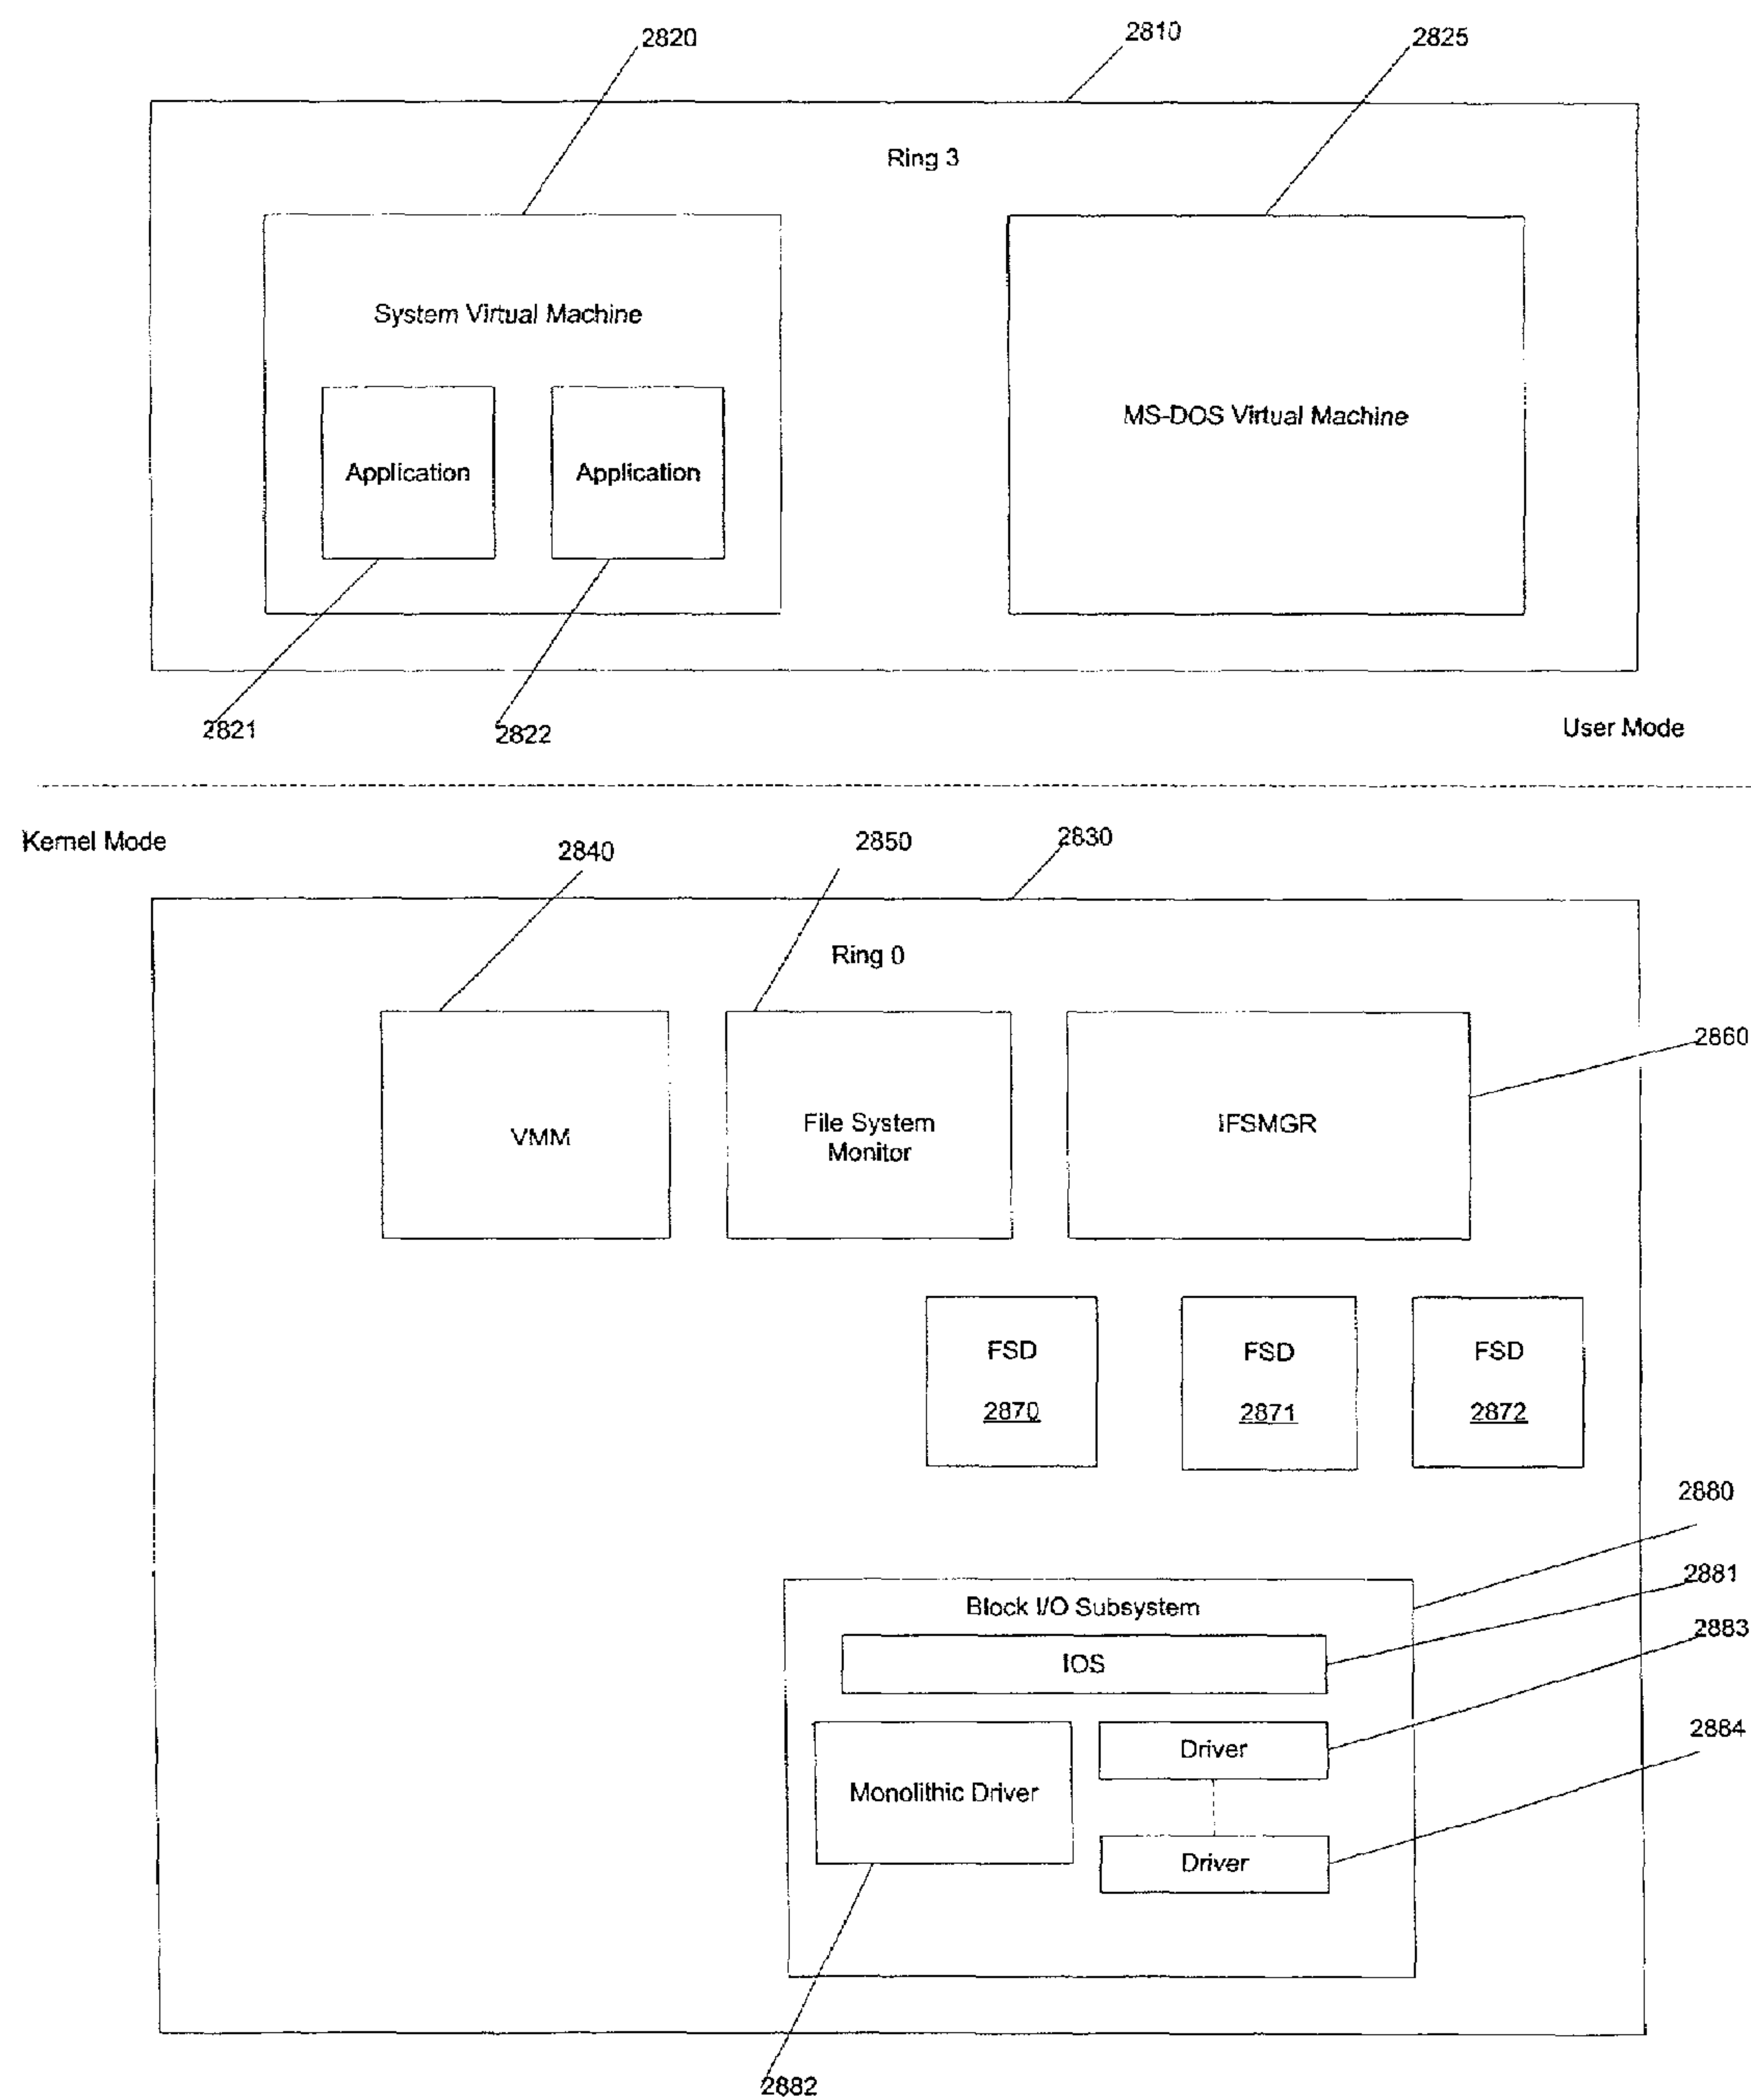 2820
2810
2825
Ring 3
System Virtual Machine
MS-DOS Virtual Machine
Application
Application
2821
2822
User Mode
Kernel Mode
2840
2850
2830
Ring 0
2860
VMM
File System
Monitor
IFSMGR
FSD
2870
FSD
2871
FSD
2872
2880
2881
Block I/O Subsystem
2883
IOS
2884
Driver
Monolithic Driver
Driver
2882